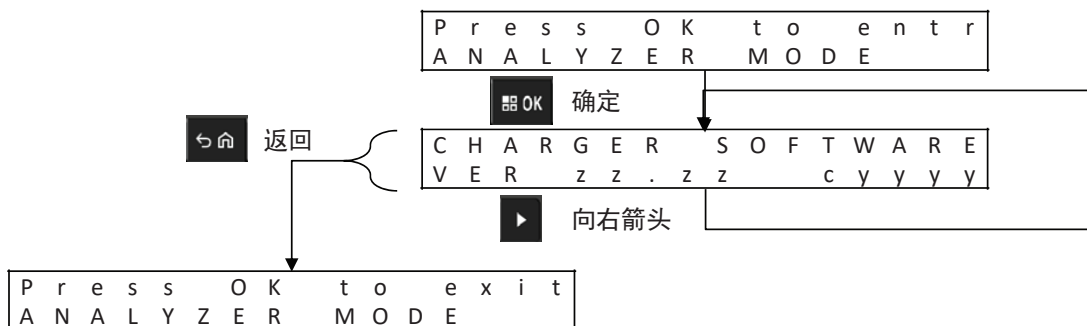 Press OK to entr
ANALYZER MODE
OK 确定
返回
CHARGER SOFTWARE
VER zz.zz cyyyy
向右箭头
Press OK to exit
ANALYZER MODE